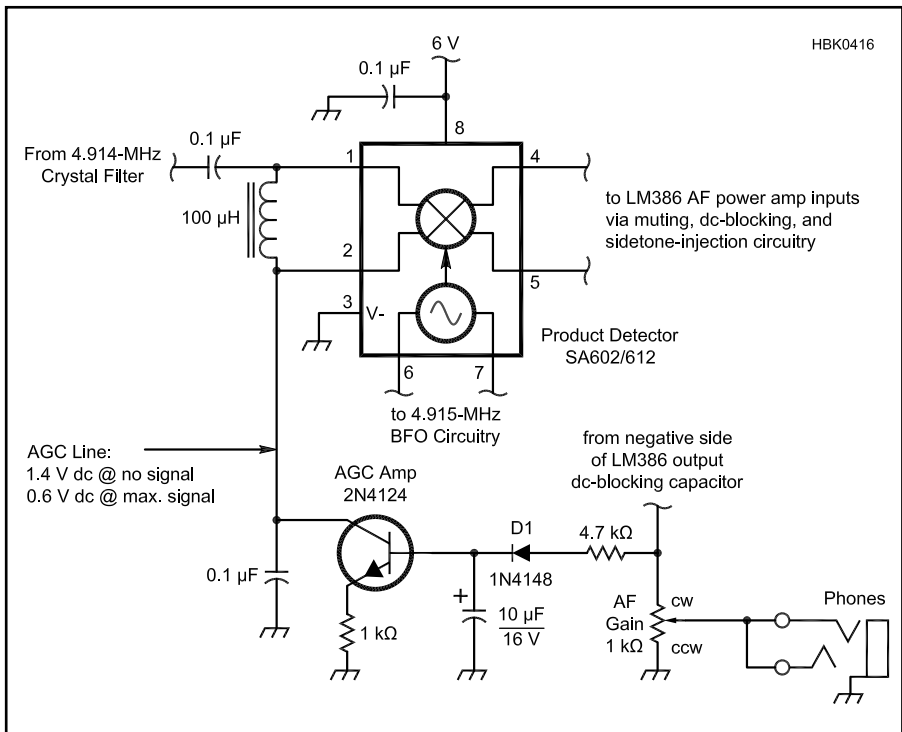 HBK0416
6 V
0.1 µF
8
0.1 µF
From 4.914-MHz
Crystal Filter
1
4
100 µH
to LM386 AF power amp inputs
via muting, dc-blocking, and
sidetone-injection circuitry
2
5
3
V-
Product Detector
SA602/612
6
7
to 4.915-MHz
BFO Circuitry
AGC Line:
1.4 V dc @ no signal
0.6 V dc @ max. signal
from negative side
of LM386 output
dc-blocking capacitor
AGC Amp
2N4124
D1
1N4148
4.7 kΩ
0.1 µF
1 kΩ
+
10 µF
16 V
AF
Gain
1 kΩ
cw
ccw
Phones